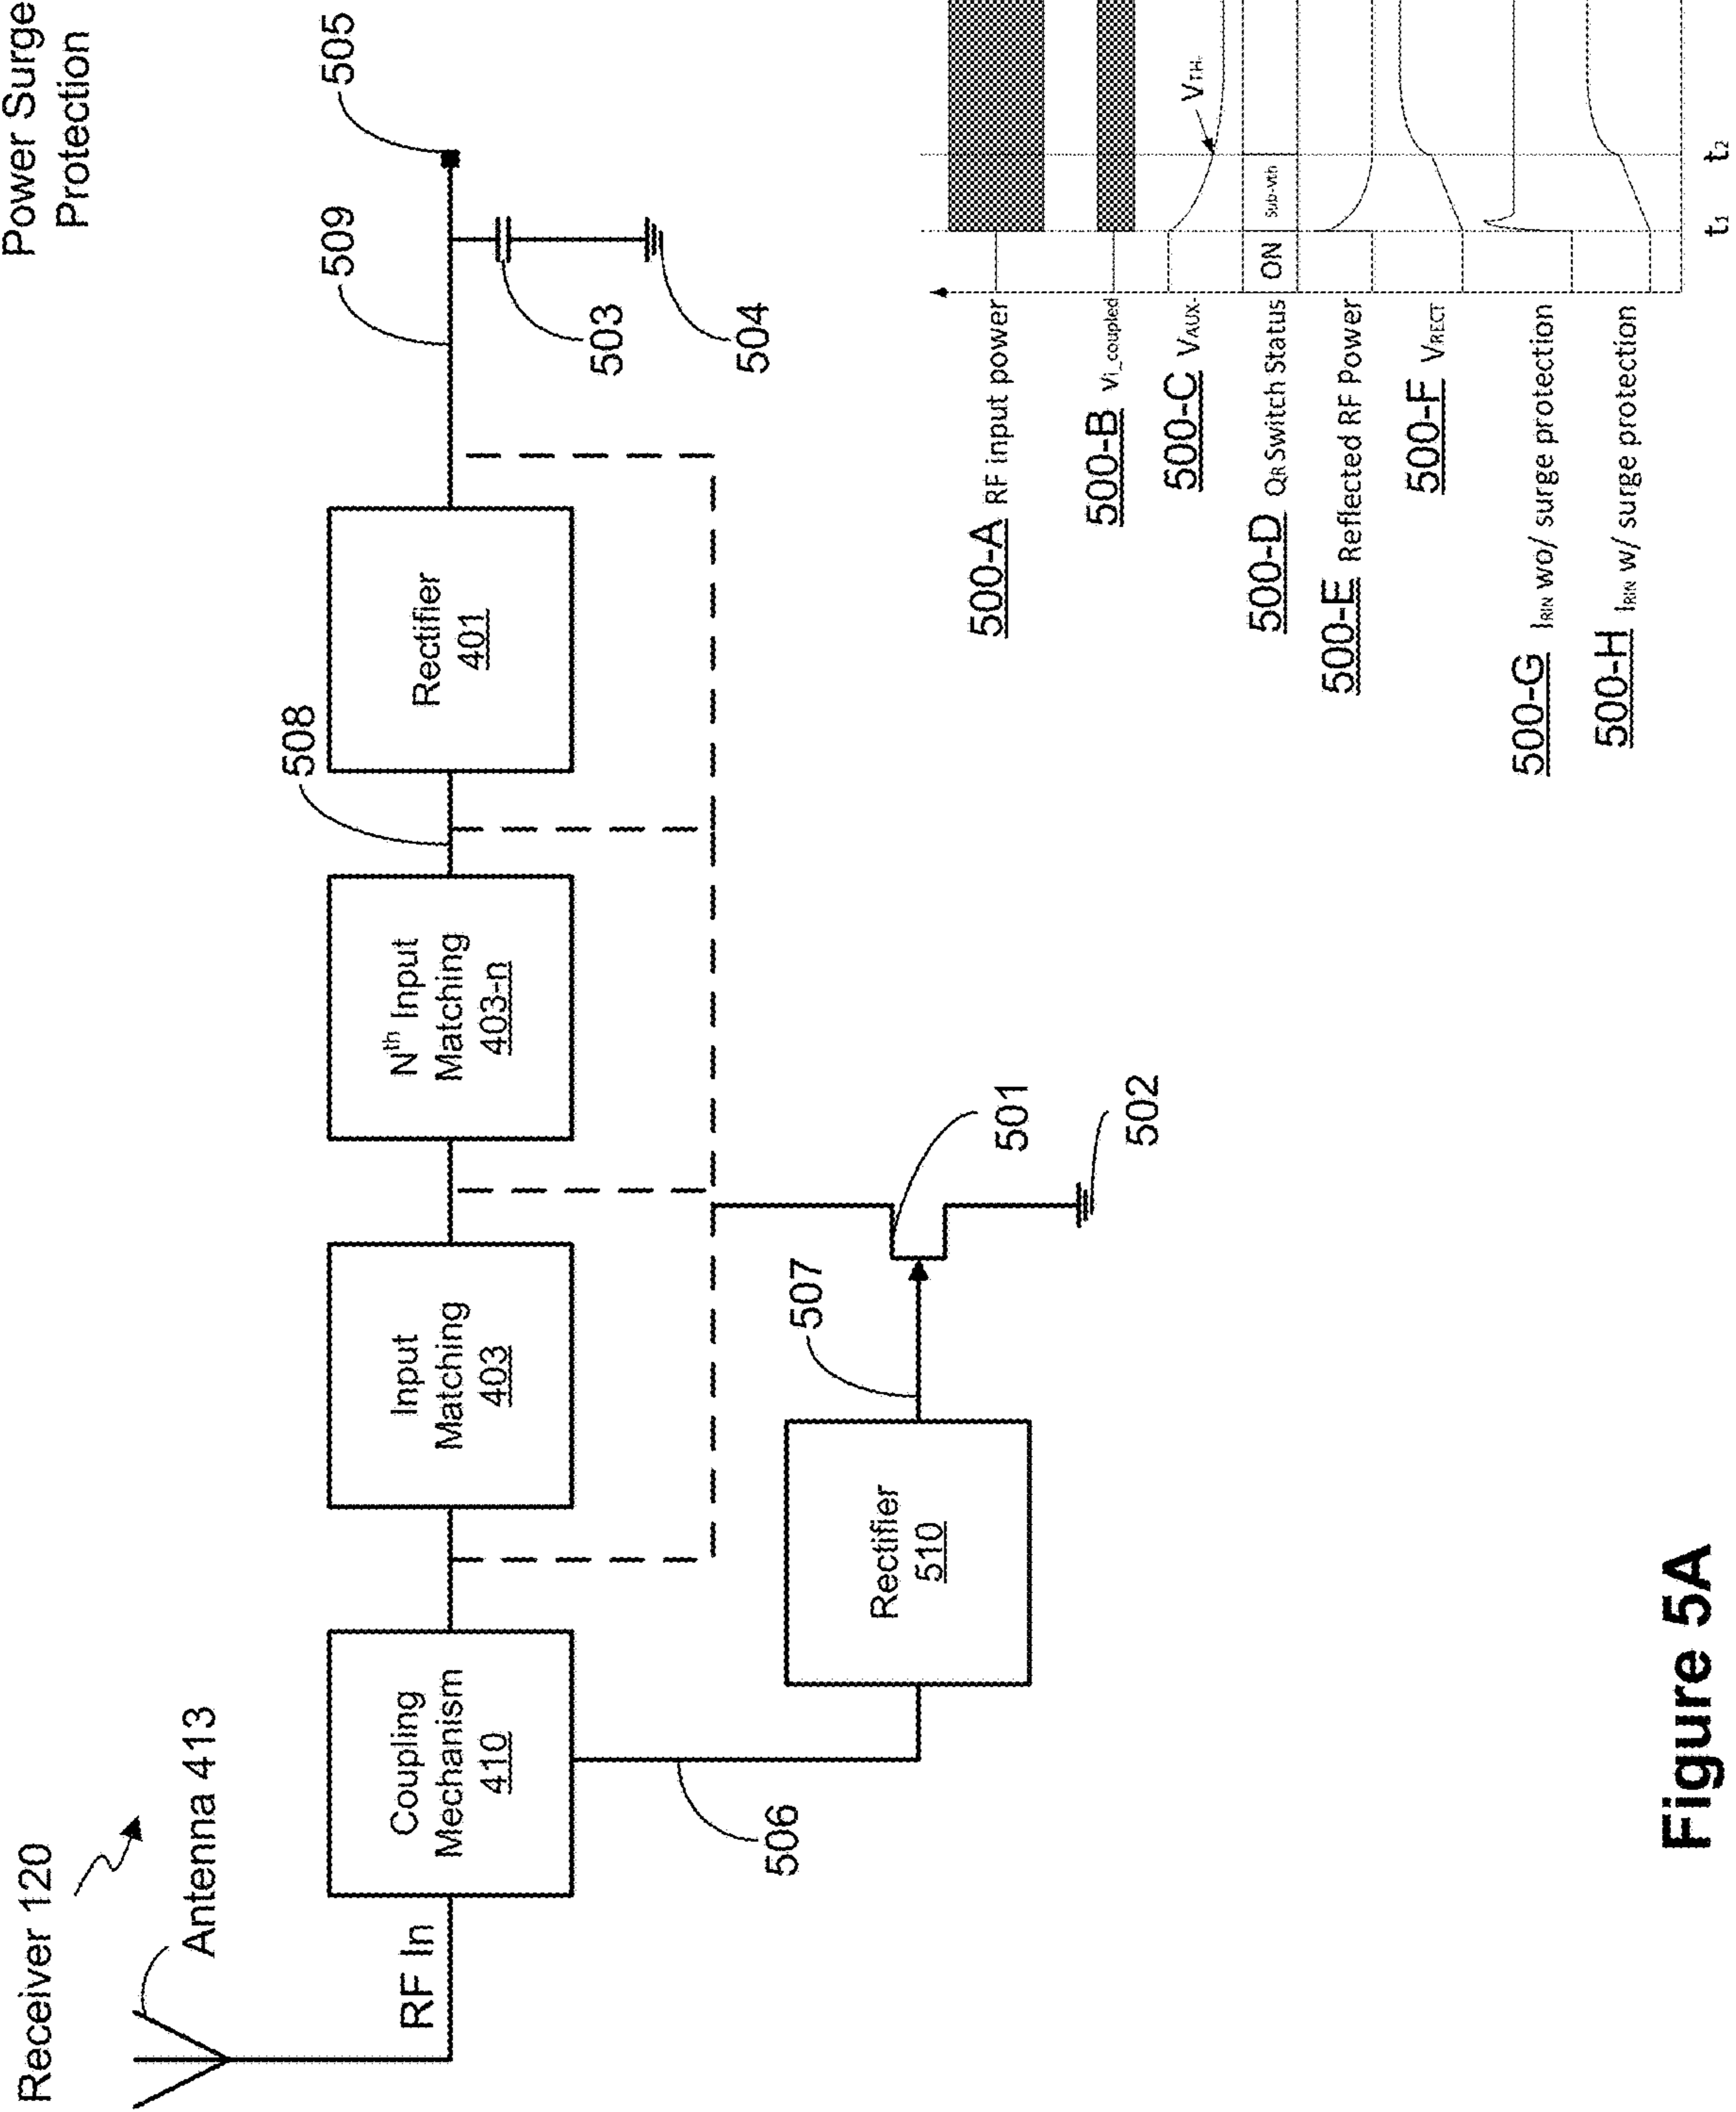 Receiver 120
Antenna 413
Power Surge
Protection
RF In
Coupling
Mechanism
410
Input
Matching
403
Nth Input
Matching
403-n
508
Rectifier
401
509
505
503
504
506
Rectifier
510
507
501
502
500-A RF input power
500-B Vi_coupled
500-C VAUX-
VTH-
500-D QR Switch Status
ON
Sub-Vth
500-E Reflected RF Power
500-F VRECT
500-G IRIN wo/ surge protection
500-H IRIN w/ surge protection
t1
t2
Figure 5A